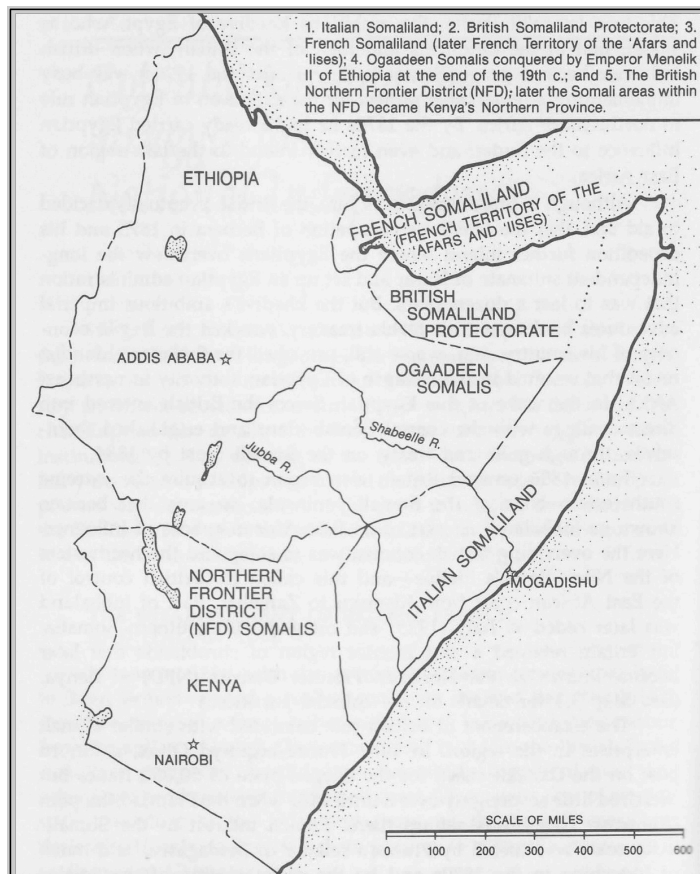 1. Italian Somaliland; 2. British Somaliland Protectorate; 3.
French Somaliland (later French Territory of the 'Afars and
'Iises); 4. Ogaadeen Somalis conquered by Emperor Menelik
II of Ethiopia at the end of the 19th c.; and 5. The British
Northern Frontier District (NFD); later the Somali areas within
the NFD became Kenya's Northern Province.
ETHIOPIA
FRENCH SOMALILAND
(FRENCH TERRITORY OF THE
'AFARS AND 'IISES)
BRITISH
SOMALILAND
PROTECTORATE
ADDIS ABABA
OGAADEEN
SOMALIS
Shabeelle R.
Jubba R.
ITALIAN SOMALILAND
NORTHERN
FRONTIER
DISTRICT
(NFD) SOMALIS
MOGADISHU
KENYA
NAIROBI
SCALE OF MILES
0 100 200 300 400 500 600